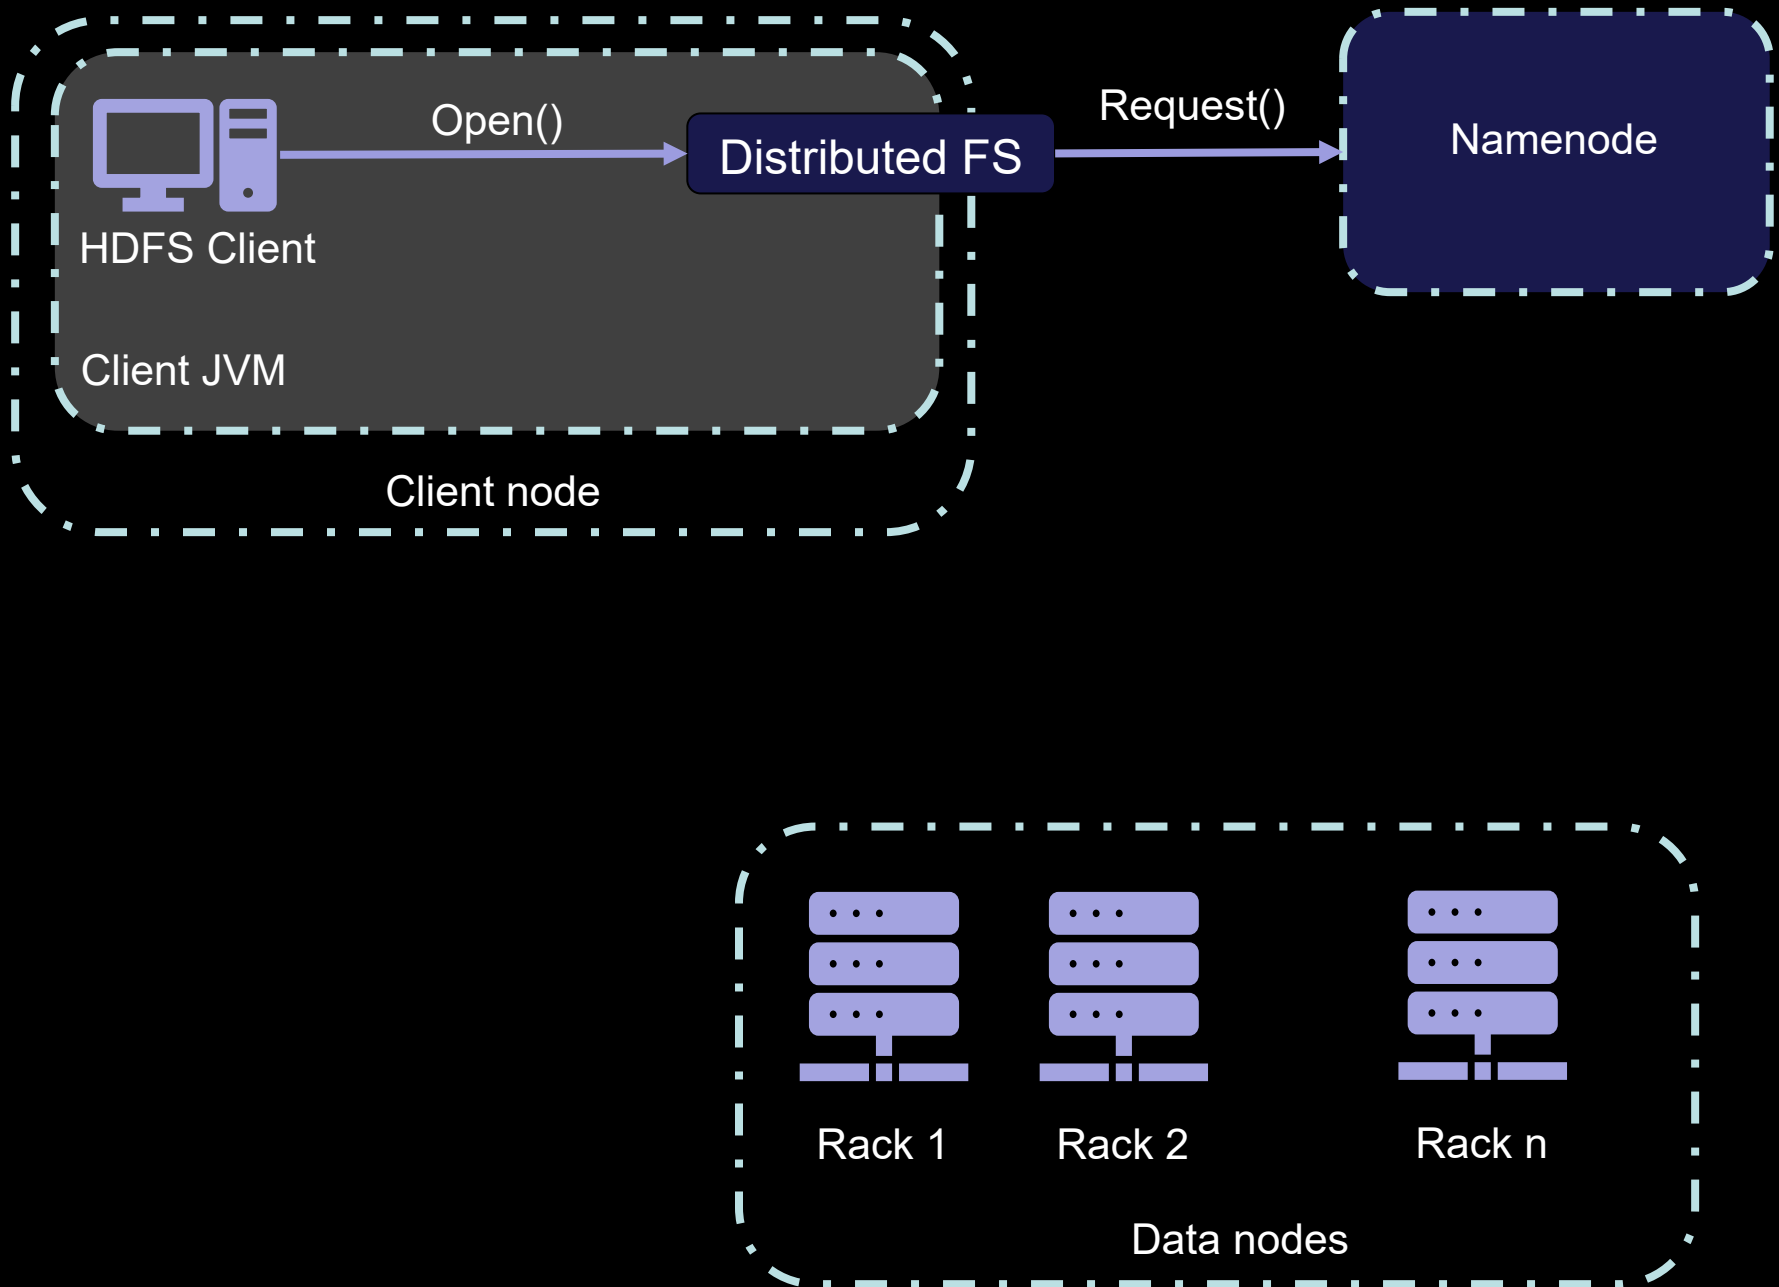 Open()
Distributed FS
Request()
Namenode
HDFS Client
Client JVM
Client node
Rack 1
Rack 2
Rack n
Data nodes